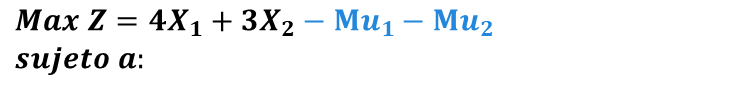 Max Z = 4X₁ + 3X₂ − Mu₁ − Mu₂
sujeto a: